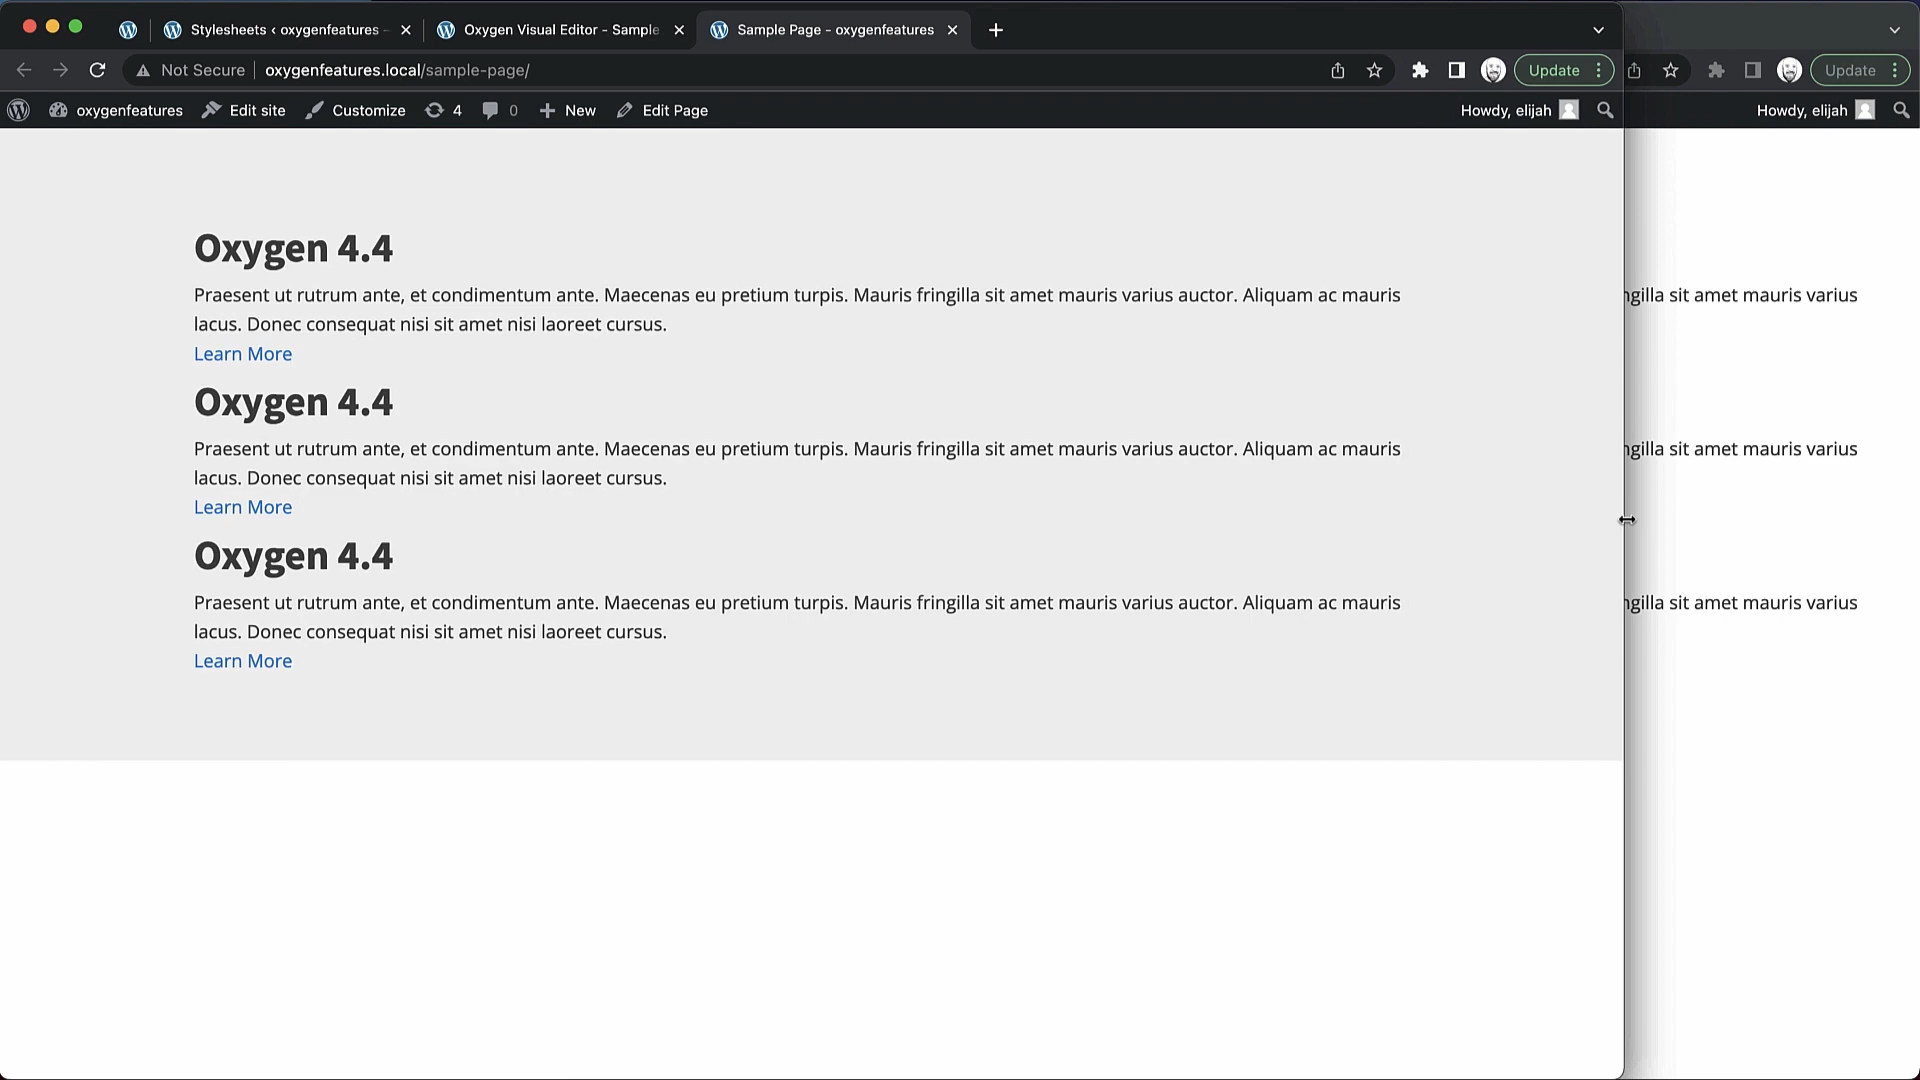 Stylesheets ‹ oxygenfeatures -
Oxygen Visual Editor - Sample
Sample Page - oxygenfeatures
Not Secure
oxygenfeatures.local/sample-page/
Update
Update
oxygenfeatures
Edit site
Customize
4
0
New
Edit Page
Howdy, elijah
Howdy, elijah
Oxygen 4.4
Praesent ut rutrum ante, et condimentum ante. Maecenas eu pretium turpis. Mauris fringilla sit amet mauris varius auctor. Aliquam ac mauris
lacus. Donec consequat nisi sit amet nisi laoreet cursus.
Learn More
Oxygen 4.4
Praesent ut rutrum ante, et condimentum ante. Maecenas eu pretium turpis. Mauris fringilla sit amet mauris varius auctor. Aliquam ac mauris
lacus. Donec consequat nisi sit amet nisi laoreet cursus.
Learn More
Oxygen 4.4
Praesent ut rutrum ante, et condimentum ante. Maecenas eu pretium turpis. Mauris fringilla sit amet mauris varius auctor. Aliquam ac mauris
lacus. Donec consequat nisi sit amet nisi laoreet cursus.
Learn More
ngilla sit amet mauris varius
ngilla sit amet mauris varius
ngilla sit amet mauris varius